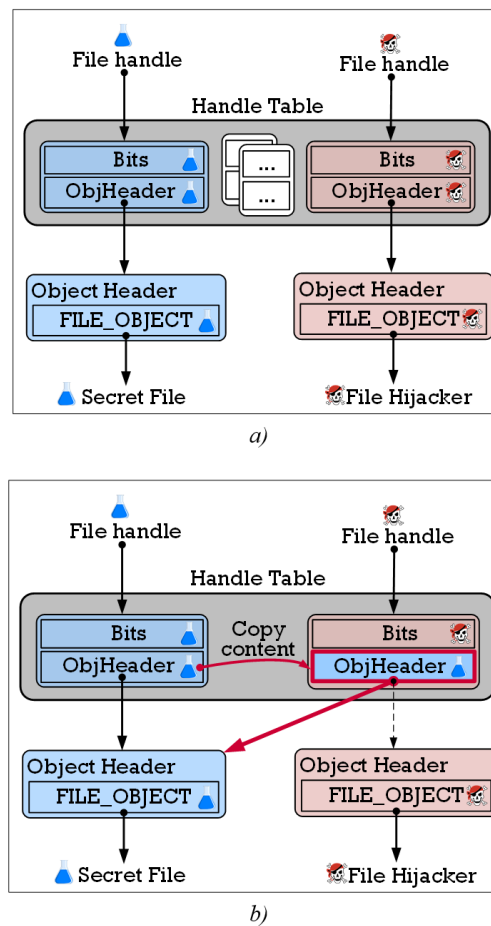 File handle
File handle
Handle Table
Bits
ObjHeader
...
...
...
Bits
ObjHeader
Object Header
FILE_OBJECT
Object Header
FILE_OBJECT
Secret File
File Hijacker
a)
File handle
File handle
Handle Table
Bits
ObjHeader
Copy
content
Bits
ObjHeader
Object Header
FILE_OBJECT
Object Header
FILE_OBJECT
Secret File
File Hijacker
b)